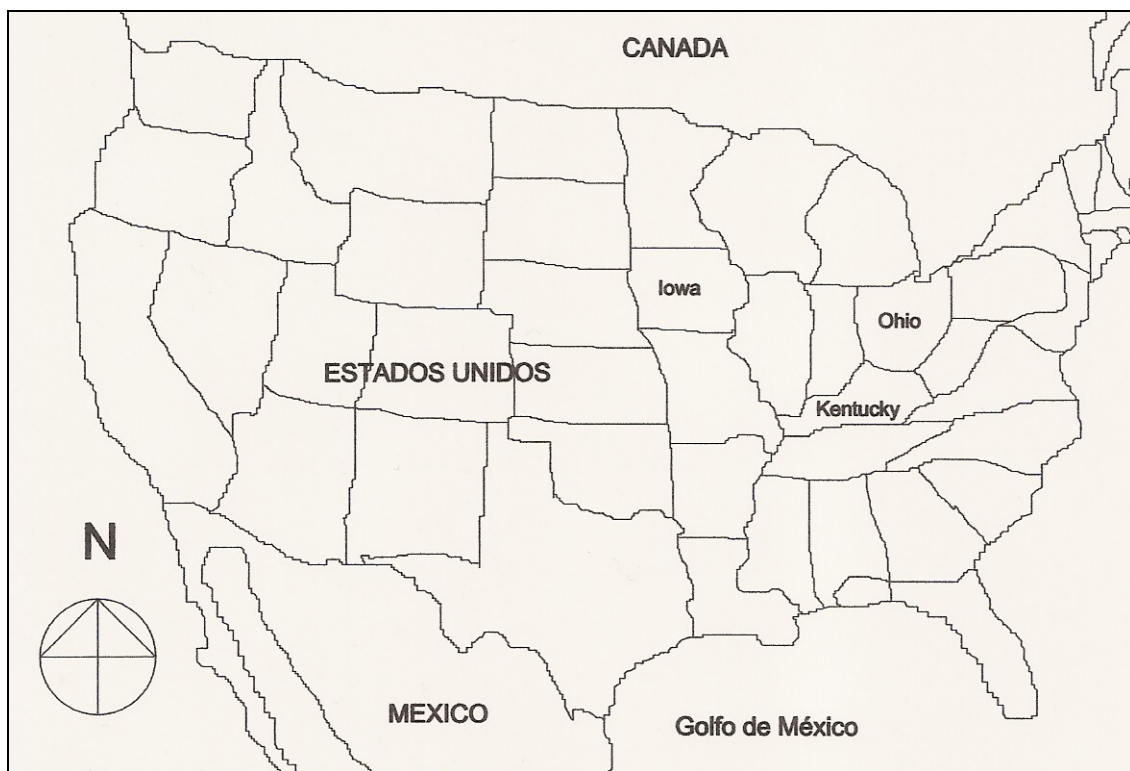 CANADA
Iowa
Ohio
ESTADOS UNIDOS
Kentucky
N
MEXICO
Golfo de México